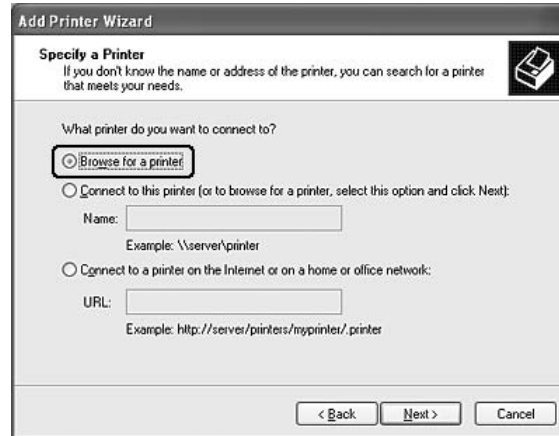 Add Printer Wizard
Specify a Printer
If you don't know the name or address of the printer, you can search for a printer
that meets your needs.
What printer do you want to connect to?
Browse for a printer
Connect to this printer (or to browse for a printer, select this option and click Next):
Name:
Example: \\server\printer
Connect to a printer on the Internet or on a home or office network:
URL:
Example: http://server/printers/myprinter/.printer
< Back Next > Cancel